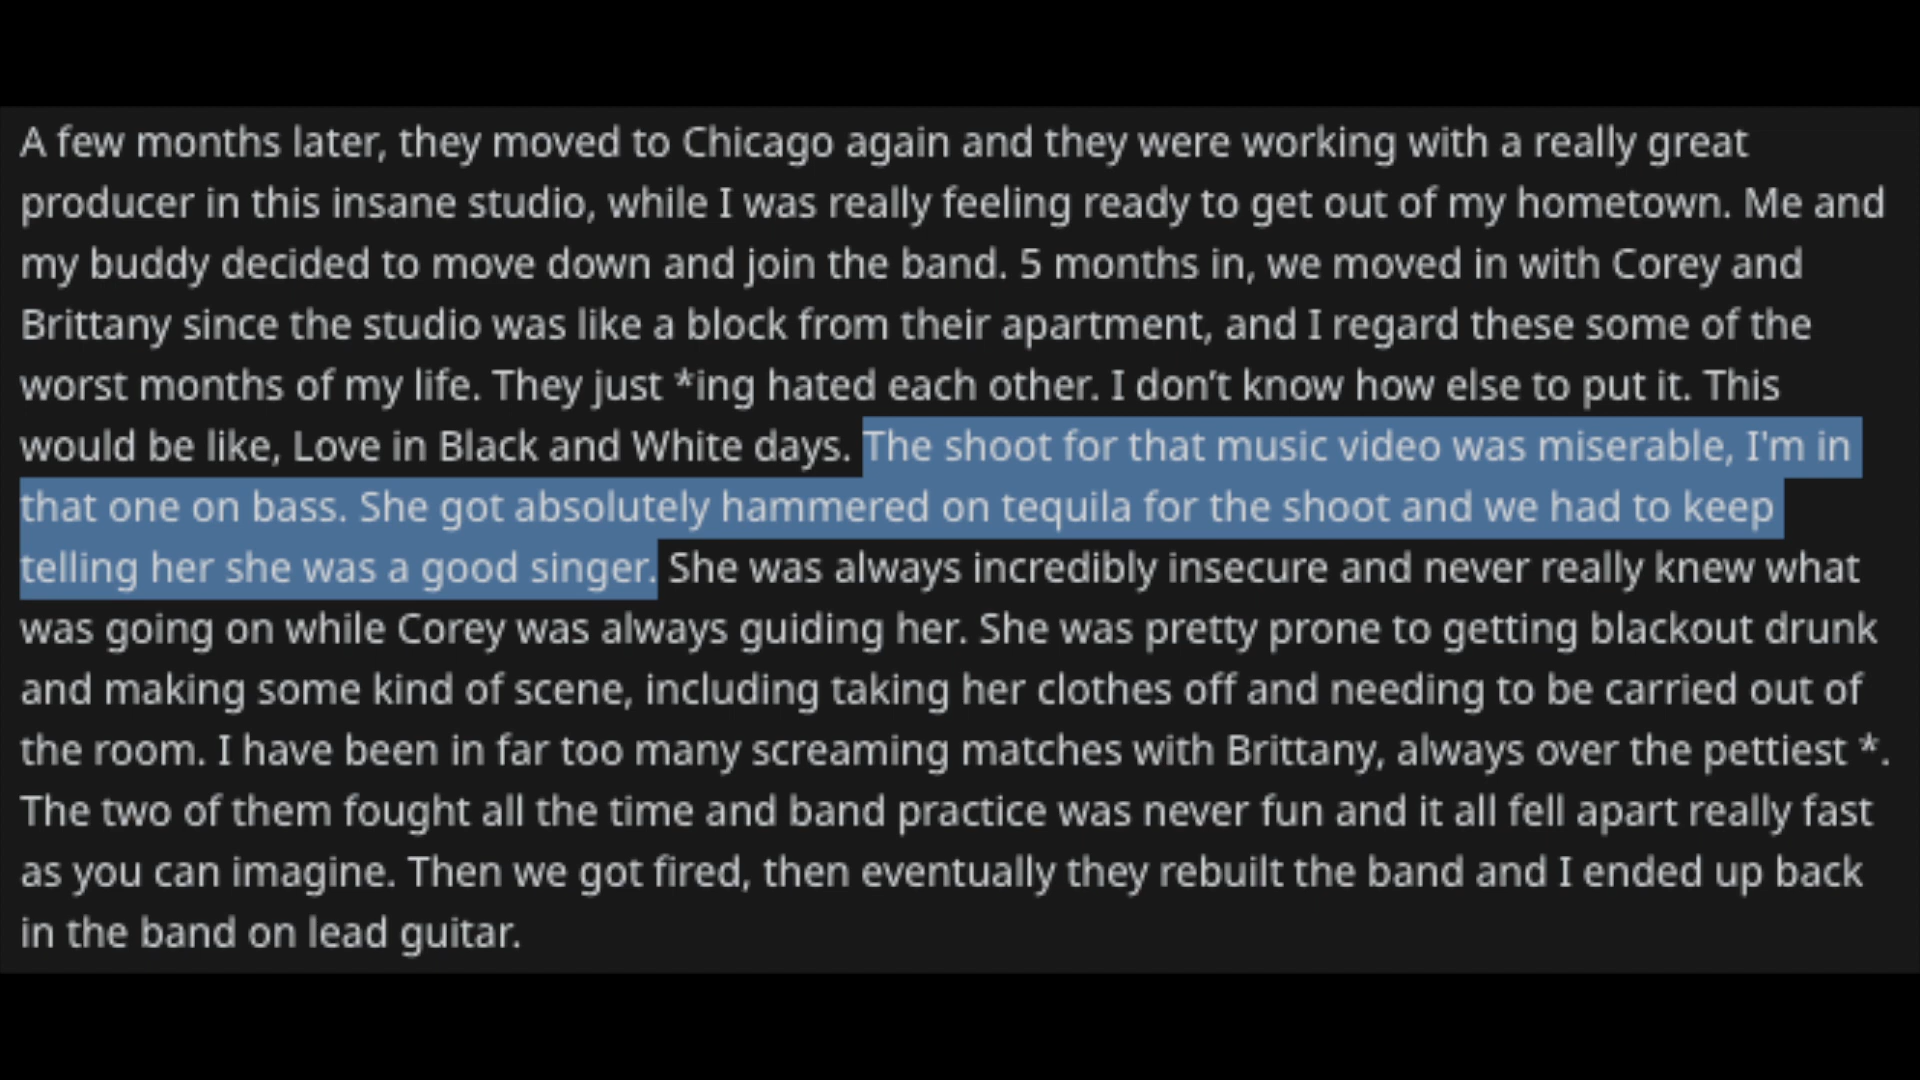 A few months later, they moved to Chicago again and they were working with a really great
producer in this insane studio, while I was really feeling ready to get out of my hometown. Me and
my buddy decided to move down and join the band. 5 months in, we moved in with Corey and
Brittany since the studio was like a block from their apartment, and I regard these some of the
worst months of my life. They just *ing hated each other. I don’t know how else to put it. This
would be like, Love in Black and White days. The shoot for that music video was miserable, I'm in
that one on bass. She got absolutely hammered on tequila for the shoot and we had to keep
telling her she was a good singer. She was always incredibly insecure and never really knew what
was going on while Corey was always guiding her. She was pretty prone to getting blackout drunk
and making some kind of scene, including taking her clothes off and needing to be carried out of
the room. I have been in far too many screaming matches with Brittany, always over the pettiest *.
The two of them fought all the time and band practice was never fun and it all fell apart really fast
as you can imagine. Then we got fired, then eventually they rebuilt the band and I ended up back
in the band on lead guitar.